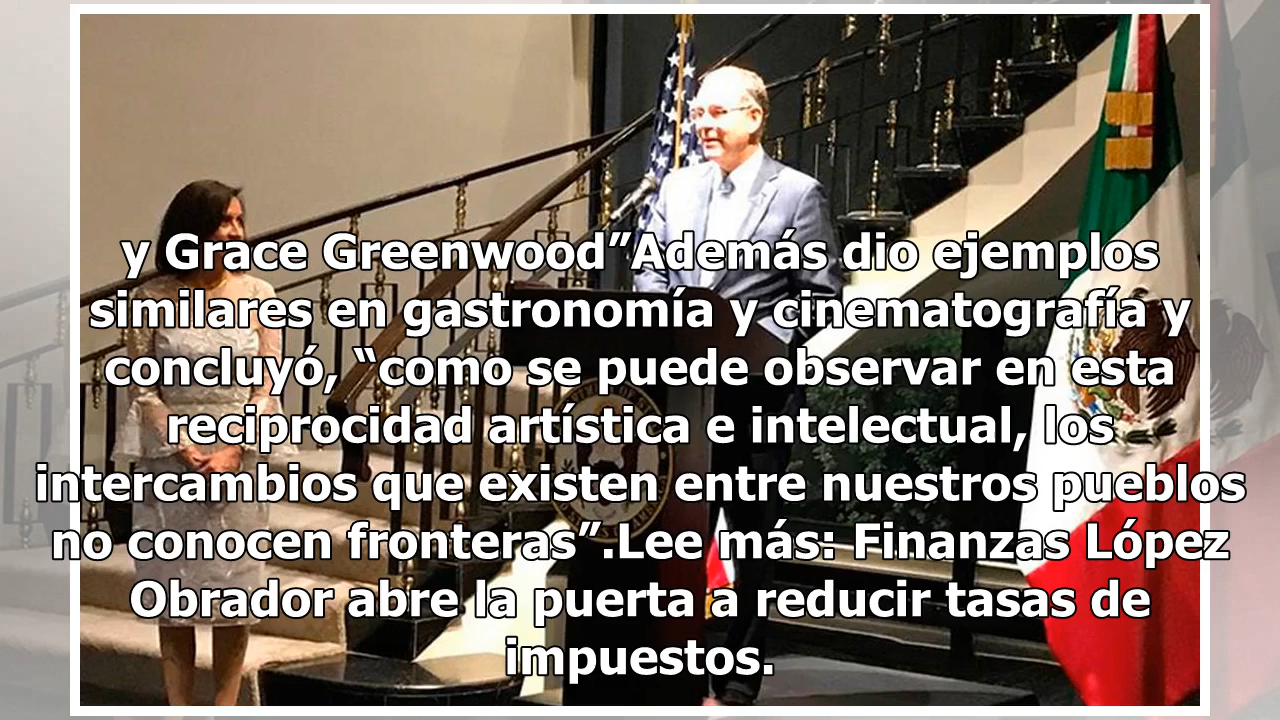 y Grace Greenwood”Además dio ejemplos
similares en gastronomía y cinematografía y
concluyó, “como se puede observar en esta
reciprocidad artística e intelectual, los
intercambios que existen entre nuestros pueblos
no conocen fronteras”.Lee más: Finanzas López
Obrador abre la puerta a reducir tasas de
impuestos.